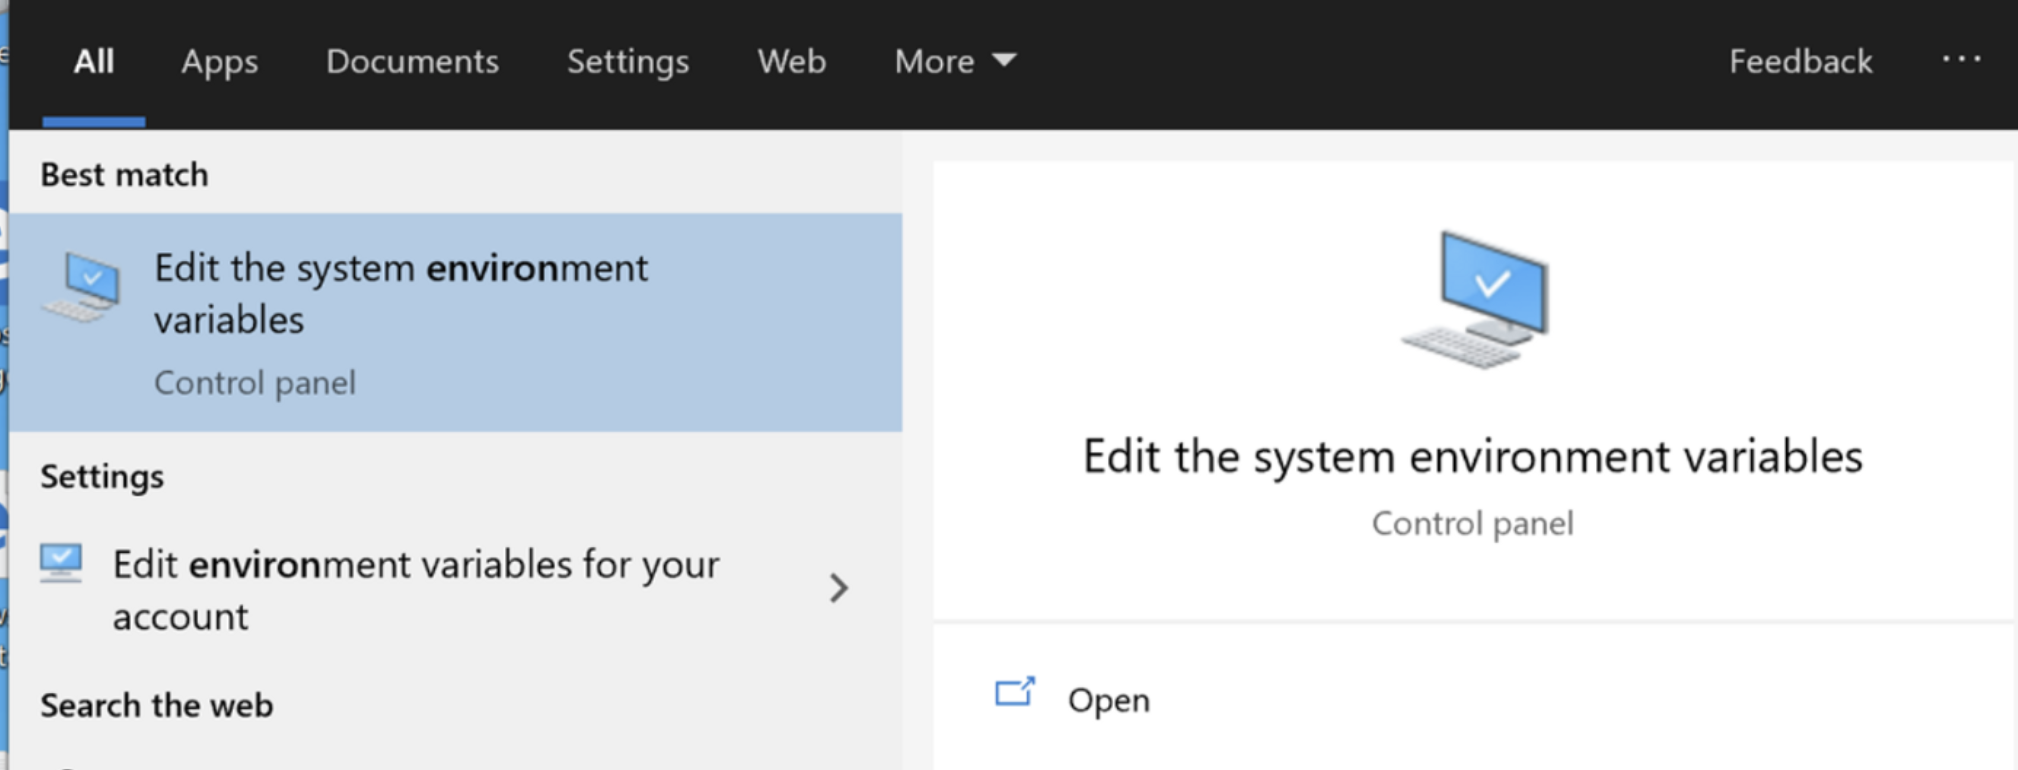 All Apps Documents Settings Web More Feedback ...
Best match
Edit the system environment
variables
Control panel
Settings
Edit environment variables for your
account
Search the web
Edit the system environment variables
Control panel
Open